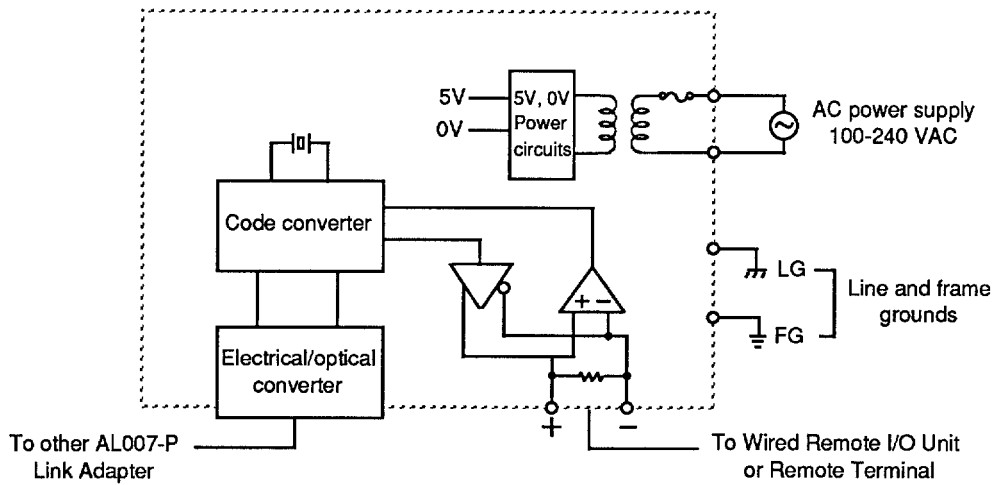 5V
0V
5V, 0V
Power
circuits
AC power supply
100-240 VAC
Code converter
+ −
LG
FG
Line and frame
grounds
Electrical/optical
converter
+
−
To other AL007-P
Link Adapter
To Wired Remote I/O Unit
or Remote Terminal